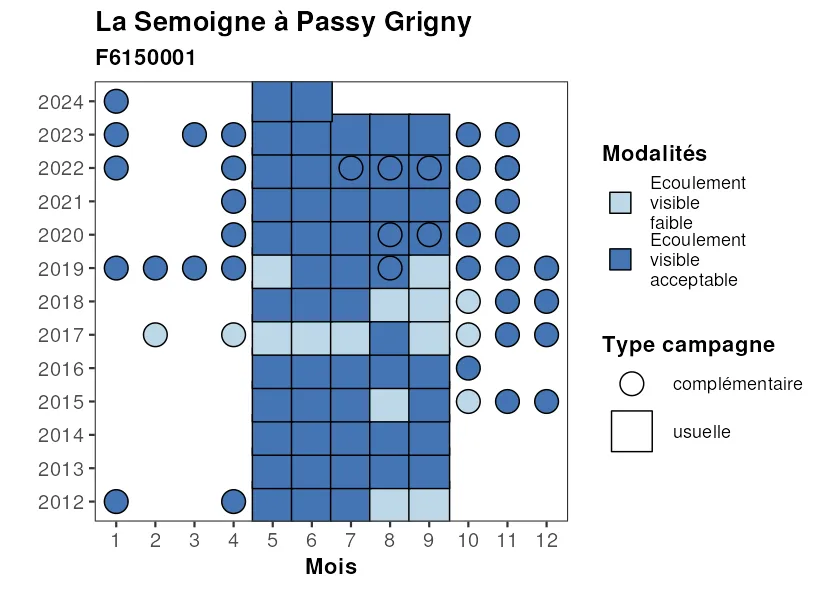 La Semoigne à Passy Grigny
F6150001
2024
2023
2022
2021
2020
2019
2018
2017
2016
2015
2014
2013
2012
1 2 3 4 5 6 7 8 9 10 11 12
Mois
Modalités
Ecoulement
visible
faible
Ecoulement
visible
acceptable
Type campagne
complémentaire
usuelle